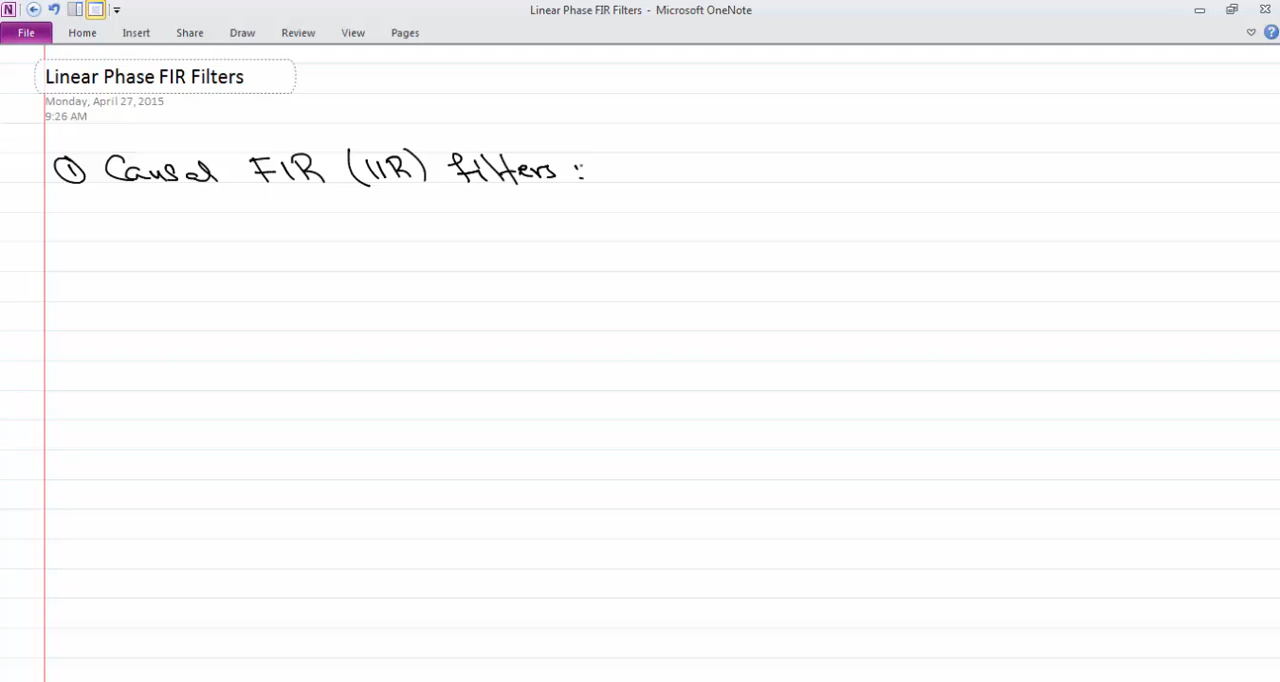 Linear Phase FIR Filters - Microsoft OneNote
File Home Insert Share Draw Review View Pages
Linear Phase FIR Filters
Monday, April 27, 2015
9:26 AM
① Causal FIR (IIR) filters :